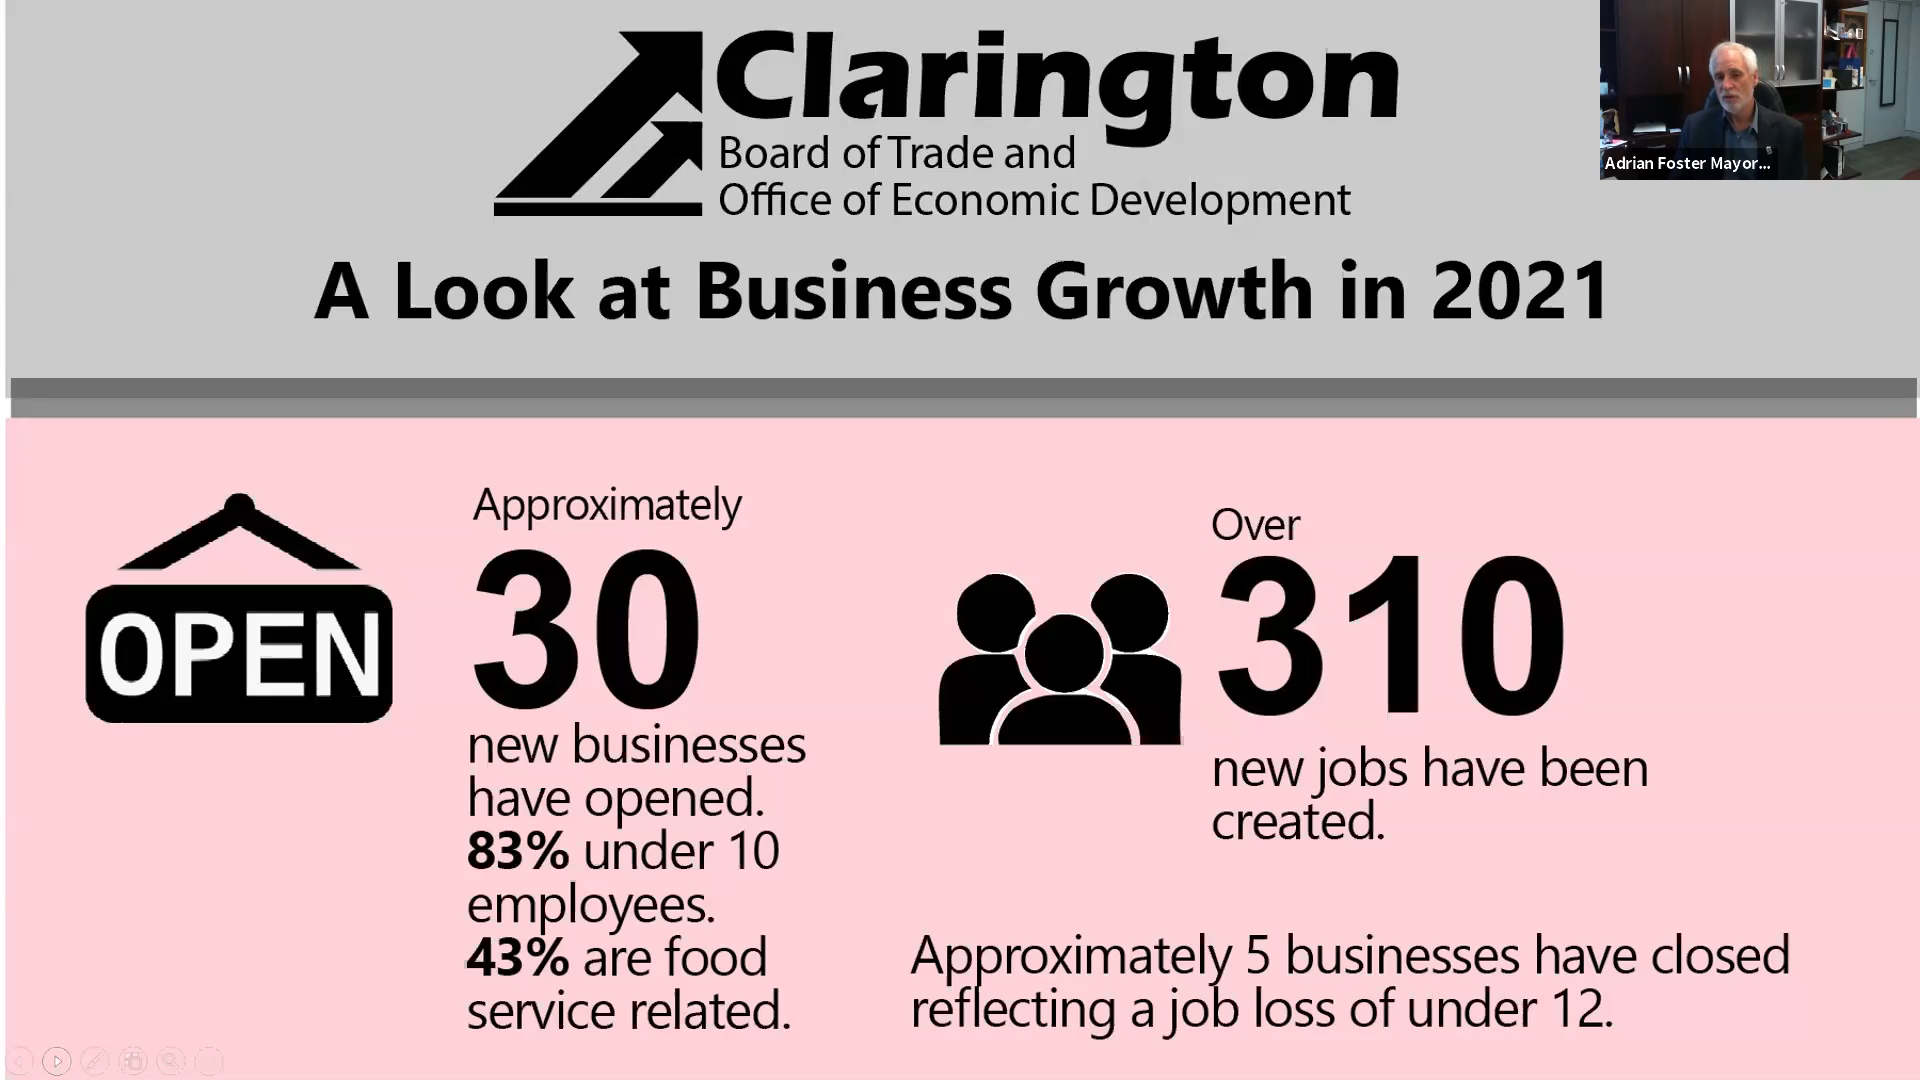 Clarington
Board of Trade and
Office of Economic Development
Adrian Foster Mayor...
A Look at Business Growth in 2021
OPEN
Approximately
30
new businesses
have opened.
83% under 10
employees.
43% are food
service related.
Over
310
new jobs have been
created.
Approximately 5 businesses have closed
reflecting a job loss of under 12.